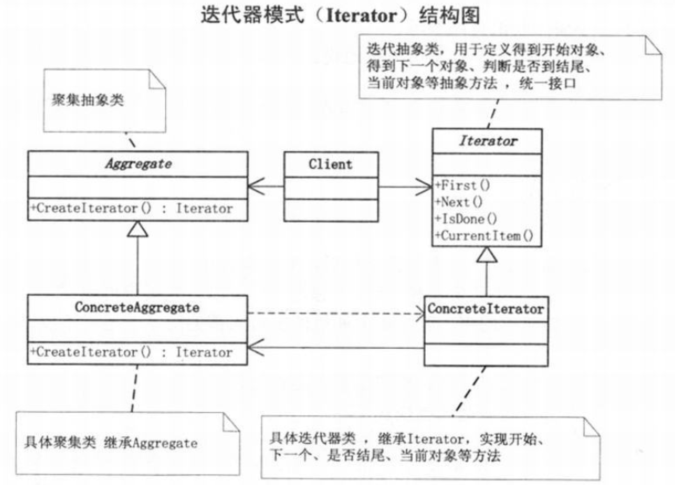 迭代器模式（Iterator）结构图
迭代抽象类，用于定义得到开始对象、
得到下一个对象、判断是否到结尾、
当前对象等抽象方法 ，统一接口
聚集抽象类
Aggregate
+CreateIterator() : Iterator
Client
Iterator
+First()
+Next()
+IsDone()
+CurrentItem()
ConcreteAggregate
+CreateIterator() : Iterator
ConcreteIterator
具体聚集类 继承Aggregate
具体迭代器类 ，继承Iterator，实现开始、
下一个、是否结尾、当前对象等方法